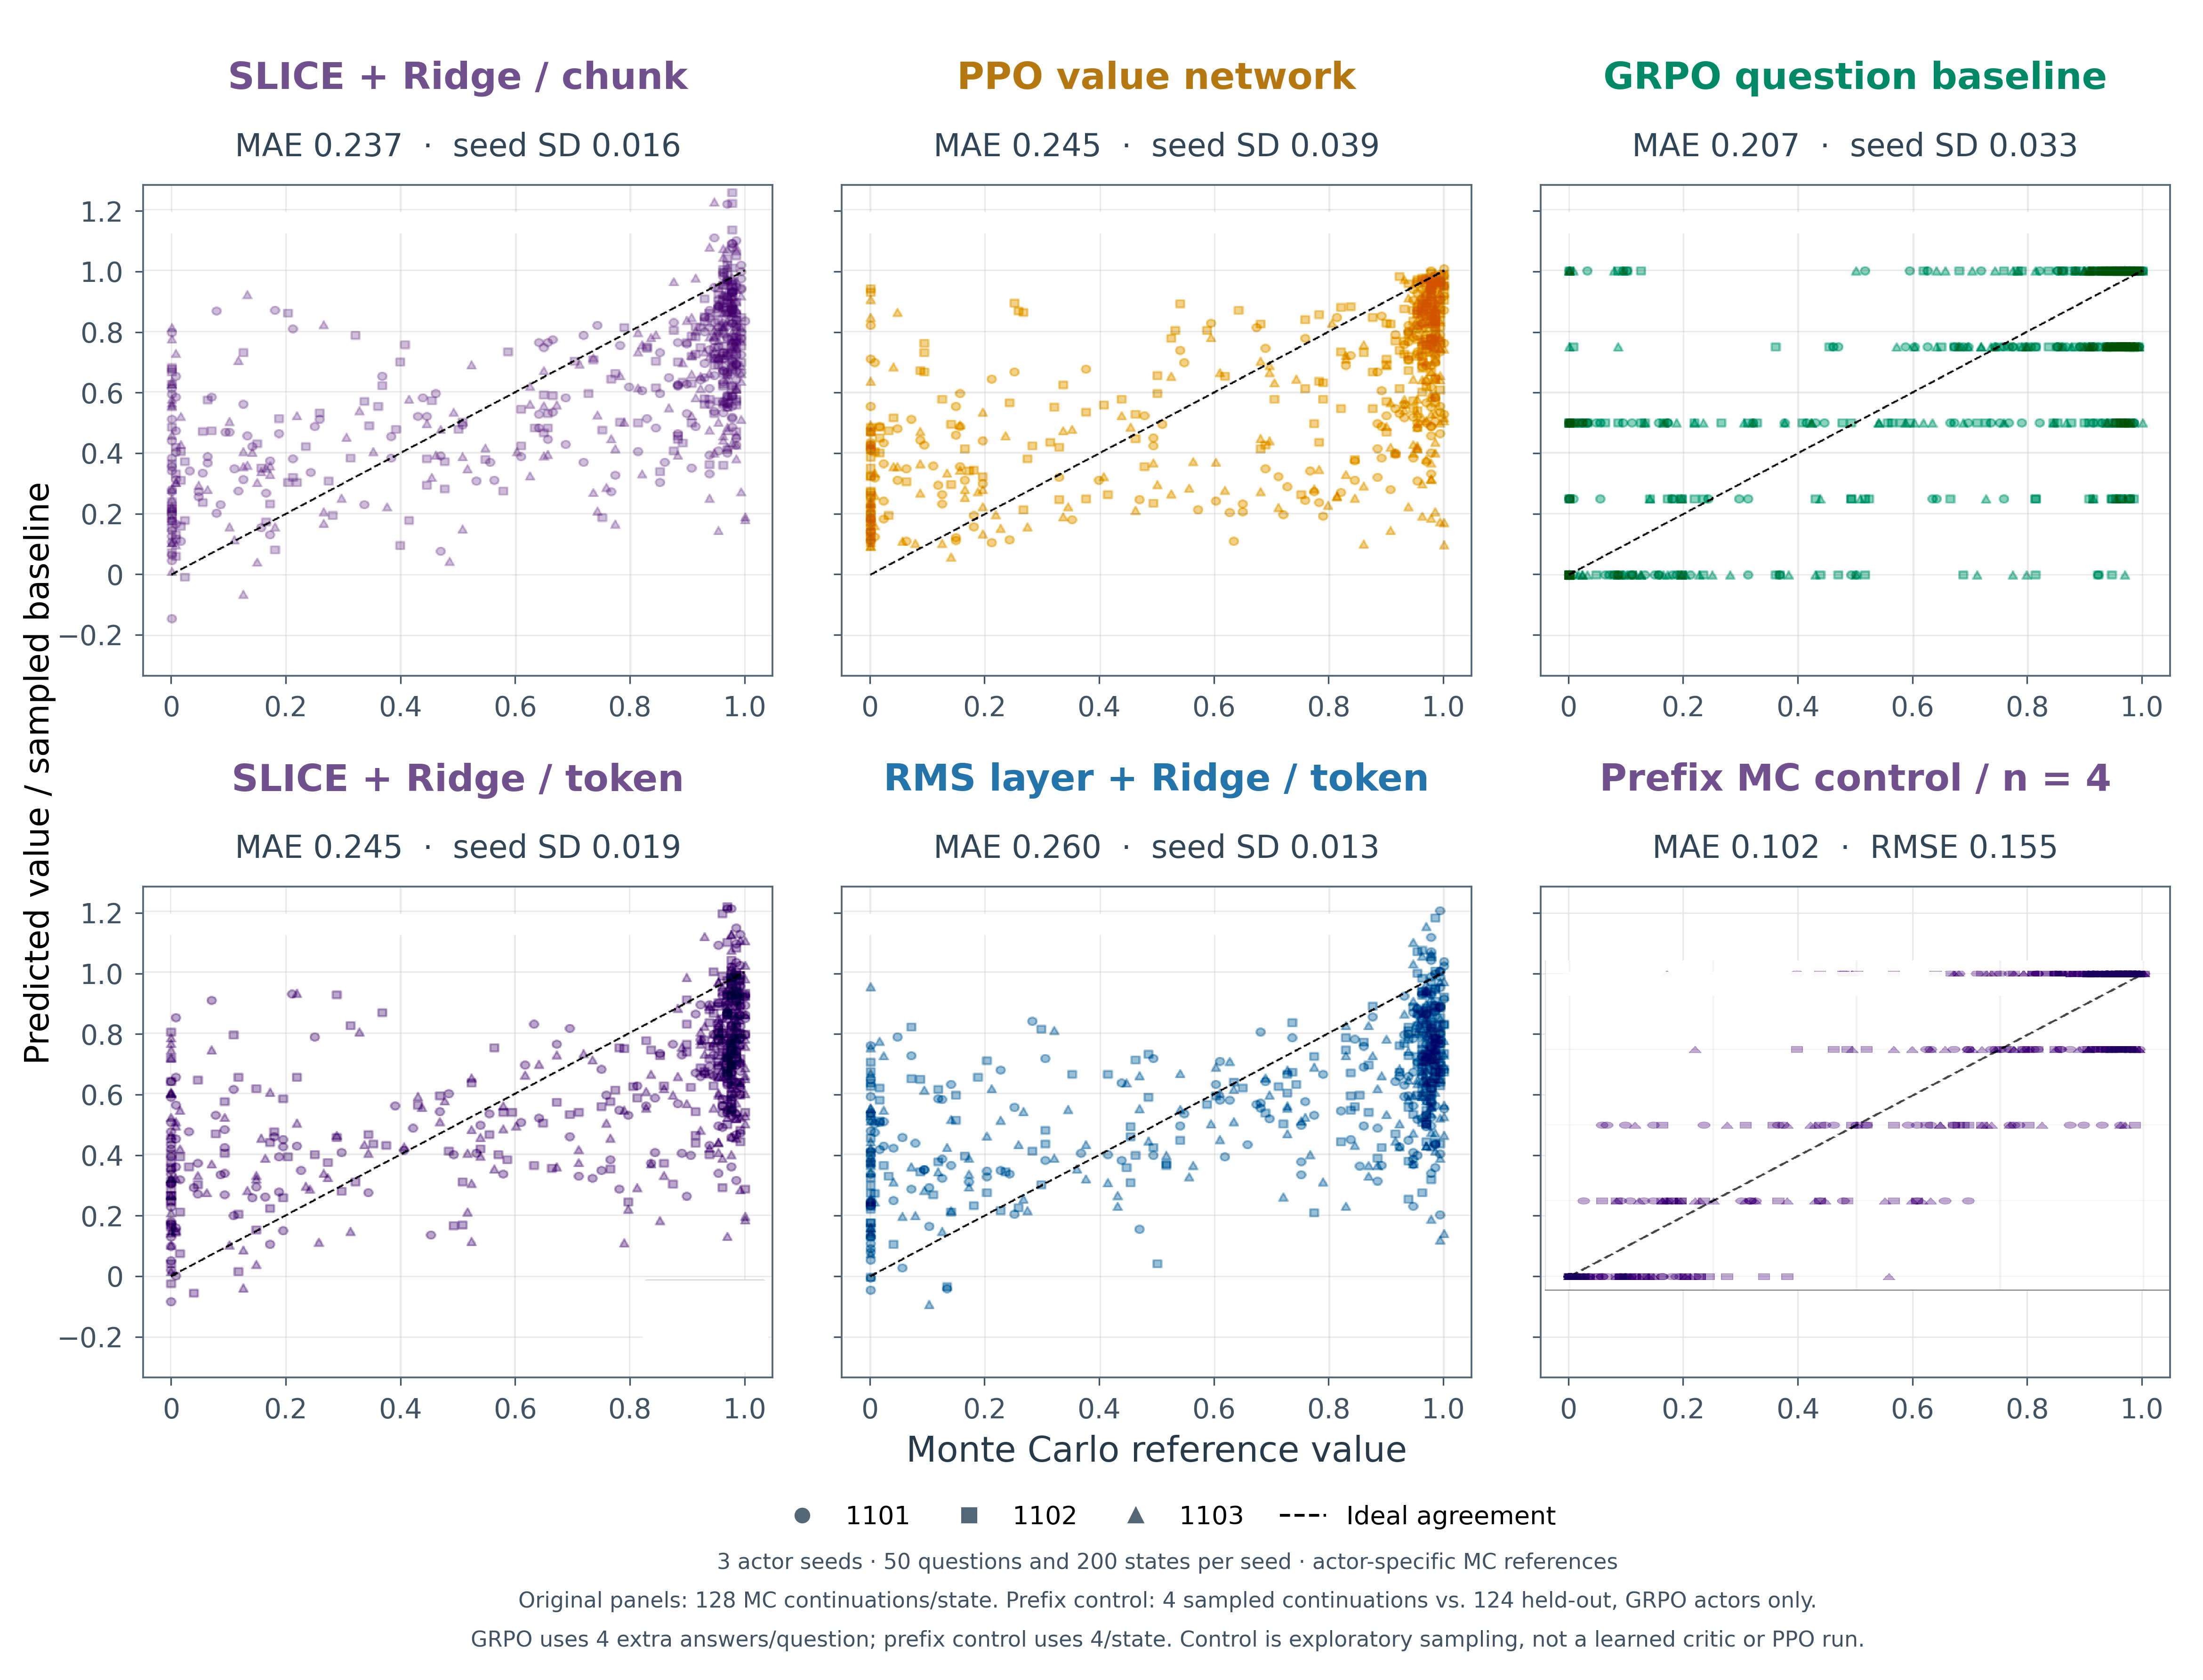 SLICE + Ridge / chunk
MAE 0.237 · seed SD 0.016
PPO value network
MAE 0.245 · seed SD 0.039
GRPO question baseline
MAE 0.207 · seed SD 0.033
Predicted value / sampled baseline
1.2
1.0
0.8
0.6
0.4
0.2
0
−0.2
0 0.2 0.4 0.6 0.8 1.0
0 0.2 0.4 0.6 0.8 1.0
0 0.2 0.4 0.6 0.8 1.0
SLICE + Ridge / token
MAE 0.245 · seed SD 0.019
RMS layer + Ridge / token
MAE 0.260 · seed SD 0.013
Prefix MC control / n = 4
MAE 0.102 · RMSE 0.155
1.2
1.0
0.8
0.6
0.4
0.2
0
−0.2
0 0.2 0.4 0.6 0.8 1.0
0 0.2 0.4 0.6 0.8 1.0
0 0.2 0.4 0.6 0.8 1.0
Monte Carlo reference value
1101 1102 1103 Ideal agreement
3 actor seeds · 50 questions and 200 states per seed · actor-specific MC references
Original panels: 128 MC continuations/state. Prefix control: 4 sampled continuations vs. 124 held-out, GRPO actors only.
GRPO uses 4 extra answers/question; prefix control uses 4/state. Control is exploratory sampling, not a learned critic or PPO run.